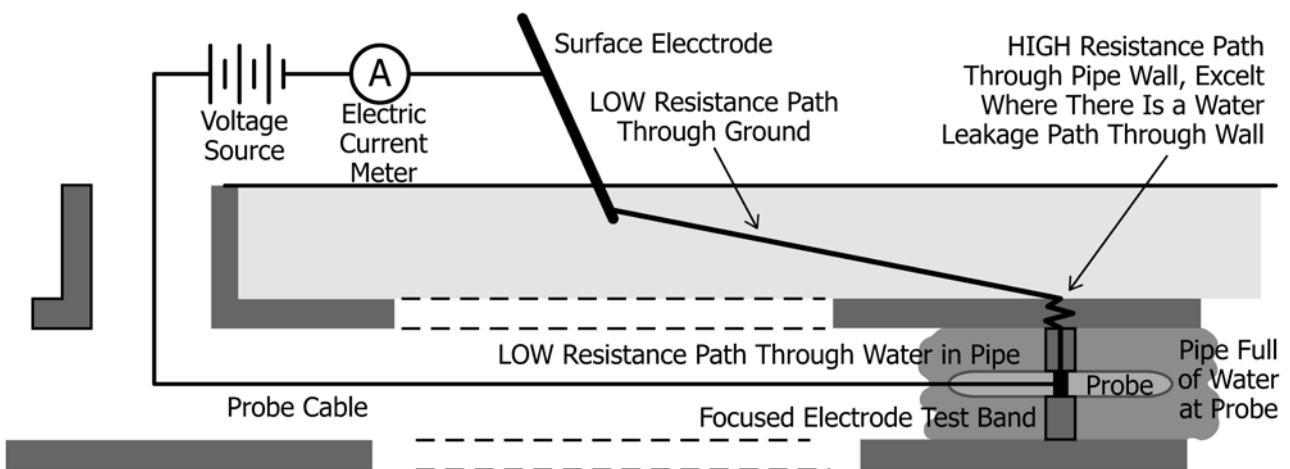 Surface Elecctrode
HIGH Resistance Path
Through Pipe Wall, Excelt
Where There Is a Water
Leakage Path Through Wall
A
LOW Resistance Path
Through Ground
Voltage
Source
Electric
Current
Meter
LOW Resistance Path Through Water in Pipe
Pipe Full
of Water
at Probe
Probe
Probe Cable
Focused Electrode Test Band